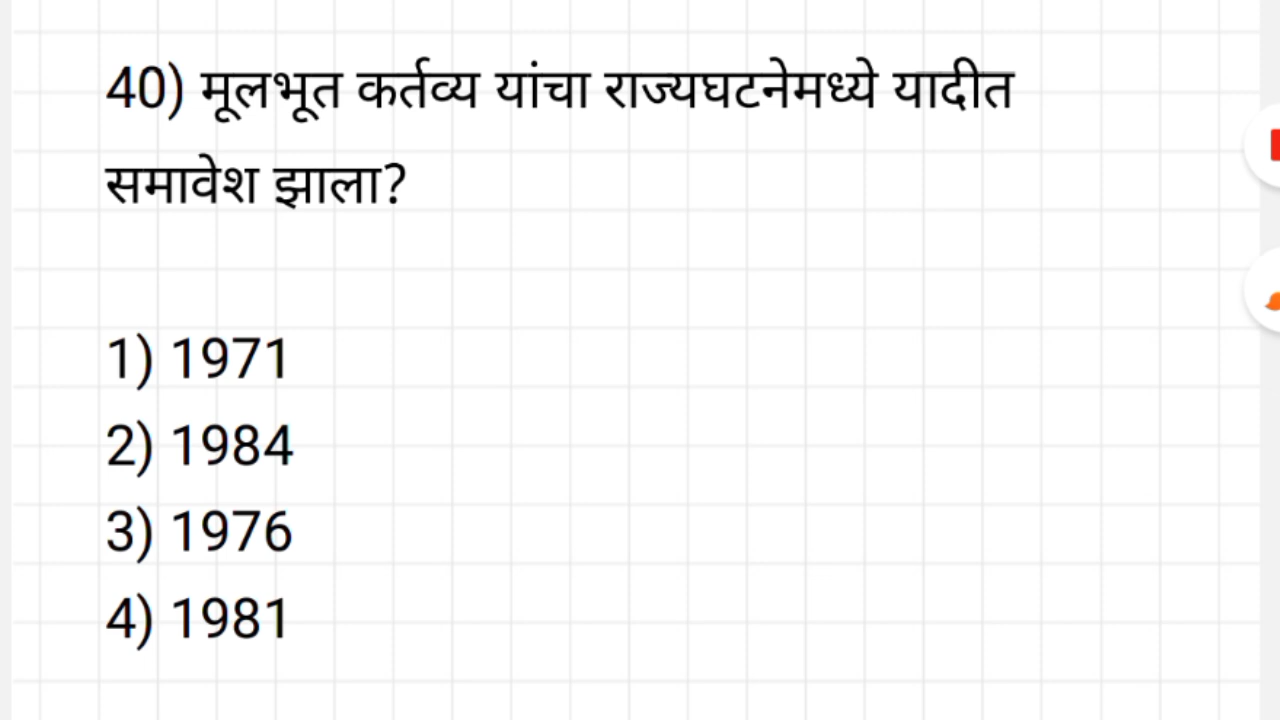 40) मूलभूत कर्तव्य यांचा राज्यघटनेमध्ये यादीत
समावेश झाला?
1) 1971
2) 1984
3) 1976
4) 1981